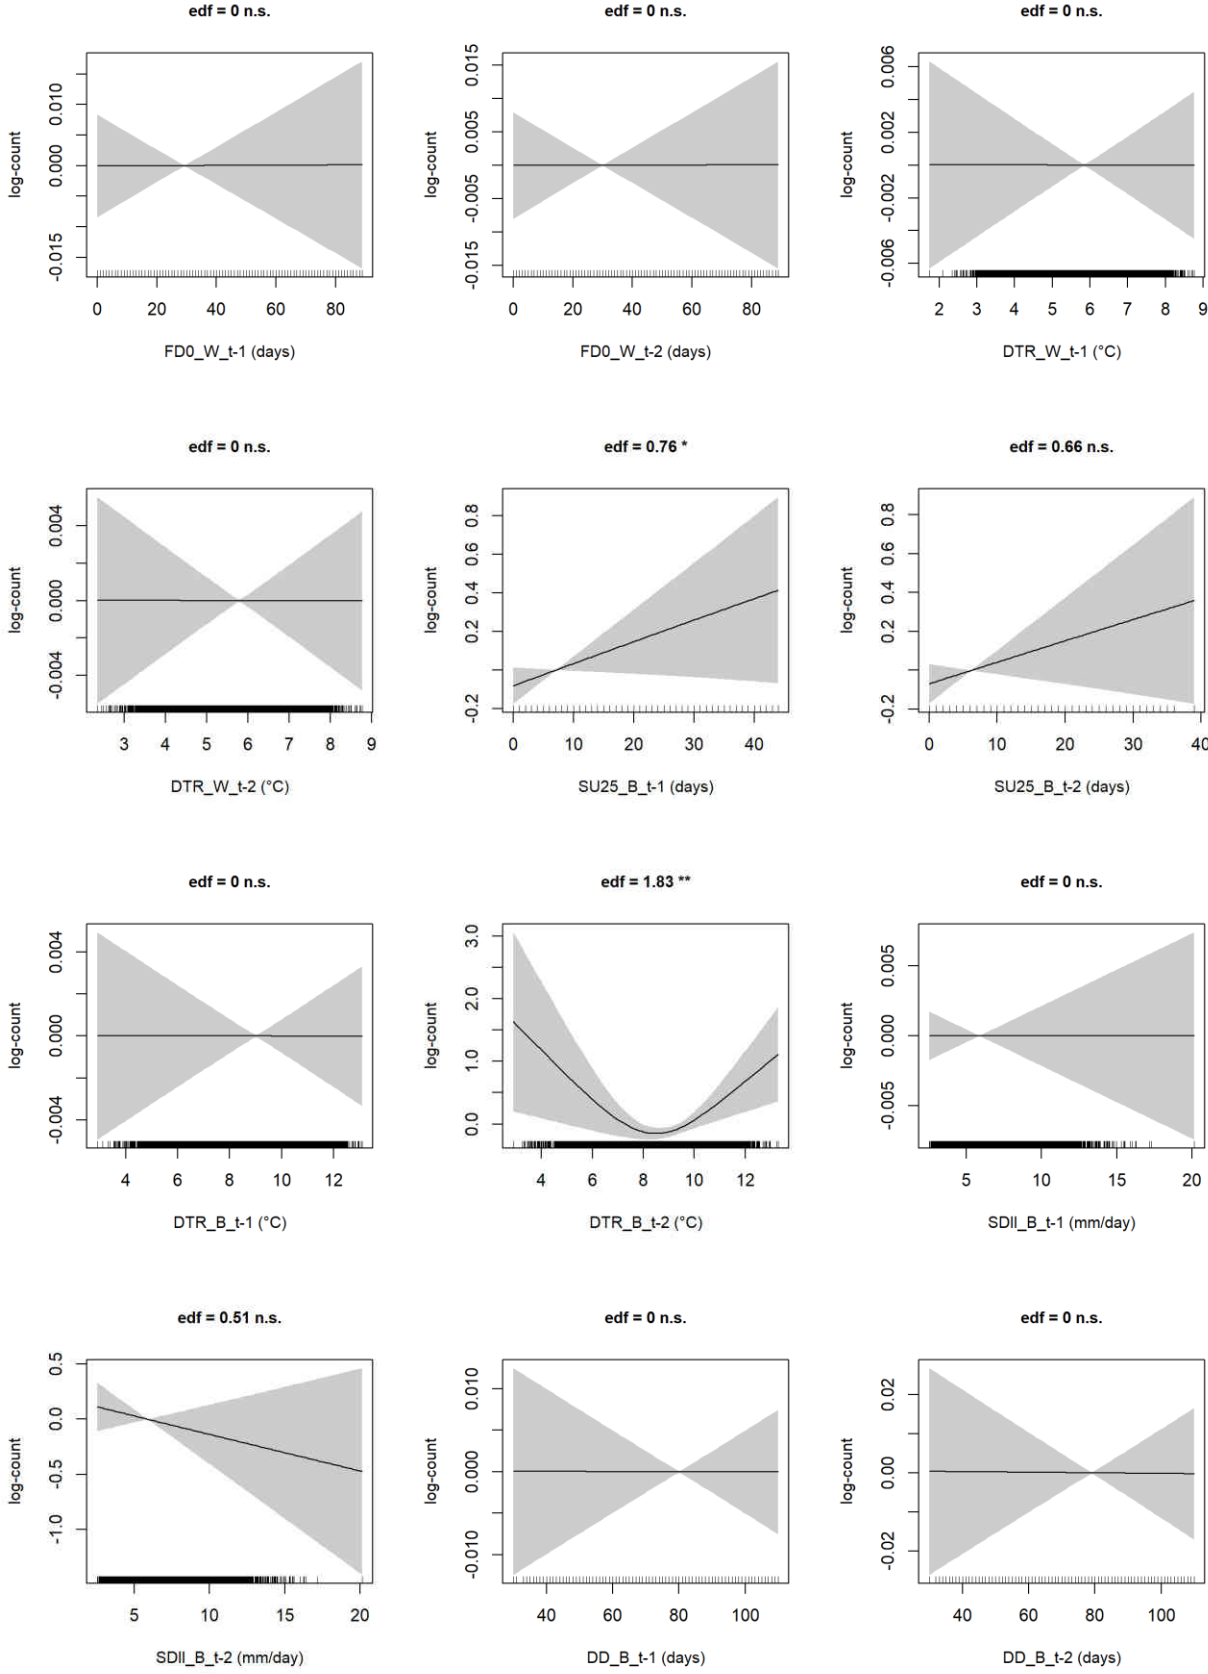 edf = 0 n.s.
edf = 0 n.s.
edf = 0 n.s.
log-count
-0.015
0.000
0.010
0 20 40 60 80
FD0_W_t-1 (days)
log-count
-0.015
-0.005
0.005
0.015
0 20 40 60 80
FD0_W_t-2 (days)
log-count
-0.006
-0.002
0.002
0.006
2 3 4 5 6 7 8 9
DTR_W_t-1 (°C)
edf = 0 n.s.
edf = 0.76 *
edf = 0.66 n.s.
log-count
-0.004
0.000
0.004
3 4 5 6 7 8 9
DTR_W_t-2 (°C)
log-count
-0.2
0.2
0.4
0.6
0.8
0 10 20 30 40
SU25_B_t-1 (days)
log-count
-0.2
0.2
0.4
0.6
0.8
0 10 20 30 40
SU25_B_t-2 (days)
edf = 0 n.s.
edf = 1.83 **
edf = 0 n.s.
log-count
-0.004
0.000
0.004
4 6 8 10 12
DTR_B_t-1 (°C)
log-count
0.0
1.0
2.0
3.0
4 6 8 10 12
DTR_B_t-2 (°C)
log-count
-0.005
0.000
0.005
5 10 15 20
SDII_B_t-1 (mm/day)
edf = 0.51 n.s.
edf = 0 n.s.
edf = 0 n.s.
log-count
-1.0
-0.5
0.0
0.5
5 10 15 20
SDII_B_t-2 (mm/day)
log-count
-0.010
0.000
0.010
40 60 80 100
DD_B_t-1 (days)
log-count
-0.02
0.00
0.02
40 60 80 100
DD_B_t-2 (days)